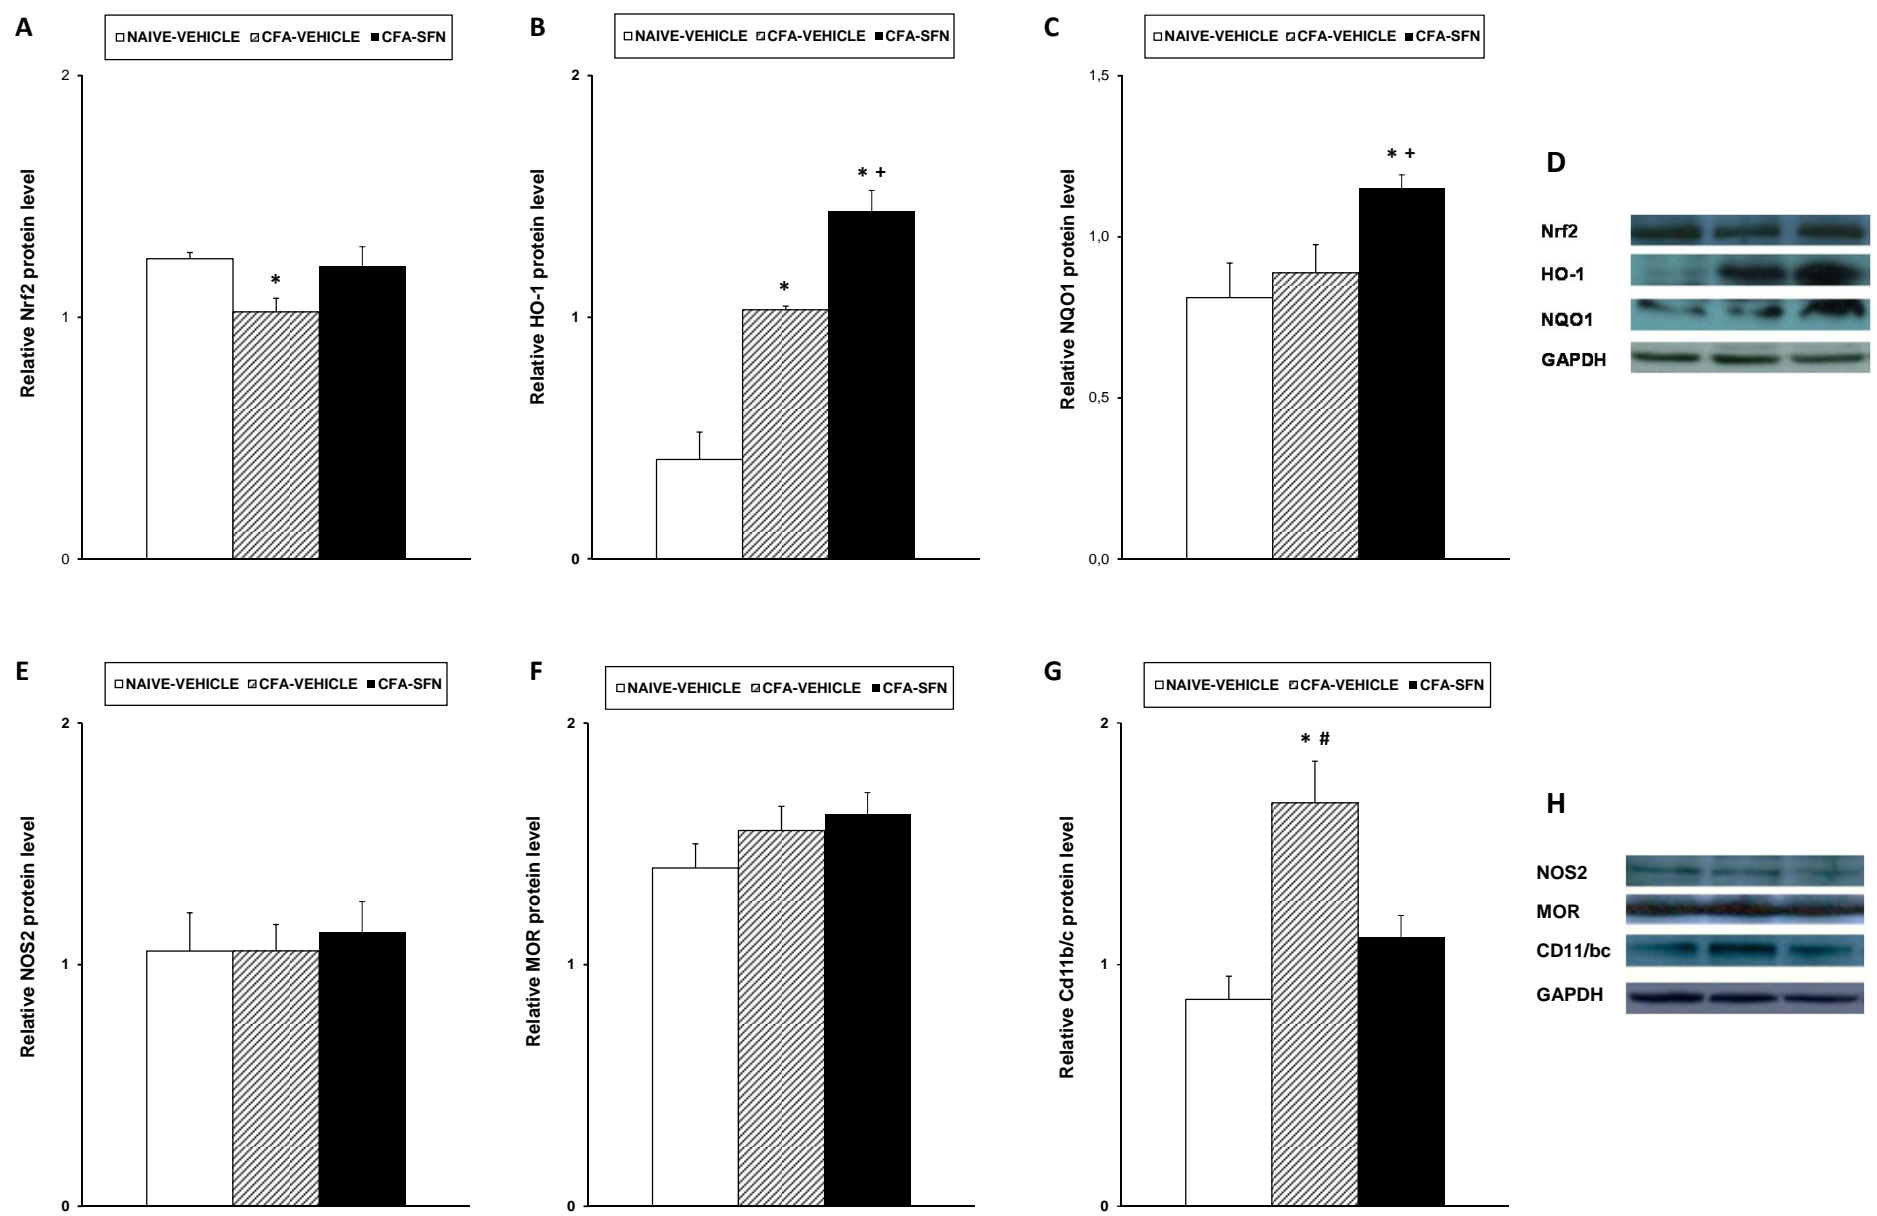 A
NAIVE-VEHICLE CFA-VEHICLE CFA-SFN
Relative Nrf2 protein level
2
1
0
*
B
NAIVE-VEHICLE CFA-VEHICLE CFA-SFN
Relative HO-1 protein level
2
1
0
*
* +
C
NAIVE-VEHICLE CFA-VEHICLE CFA-SFN
Relative NQO1 protein level
1,5
1,0
0,5
0,0
* +
D
Nrf2
HO-1
NQO1
GAPDH
E
NAIVE-VEHICLE CFA-VEHICLE CFA-SFN
Relative NOS2 protein level
2
1
0
F
NAIVE-VEHICLE CFA-VEHICLE CFA-SFN
Relative MOR protein level
2
1
0
G
NAIVE-VEHICLE CFA-VEHICLE CFA-SFN
Relative Cd11b/c protein level
2
1
0
* #
H
NOS2
MOR
CD11/bc
GAPDH